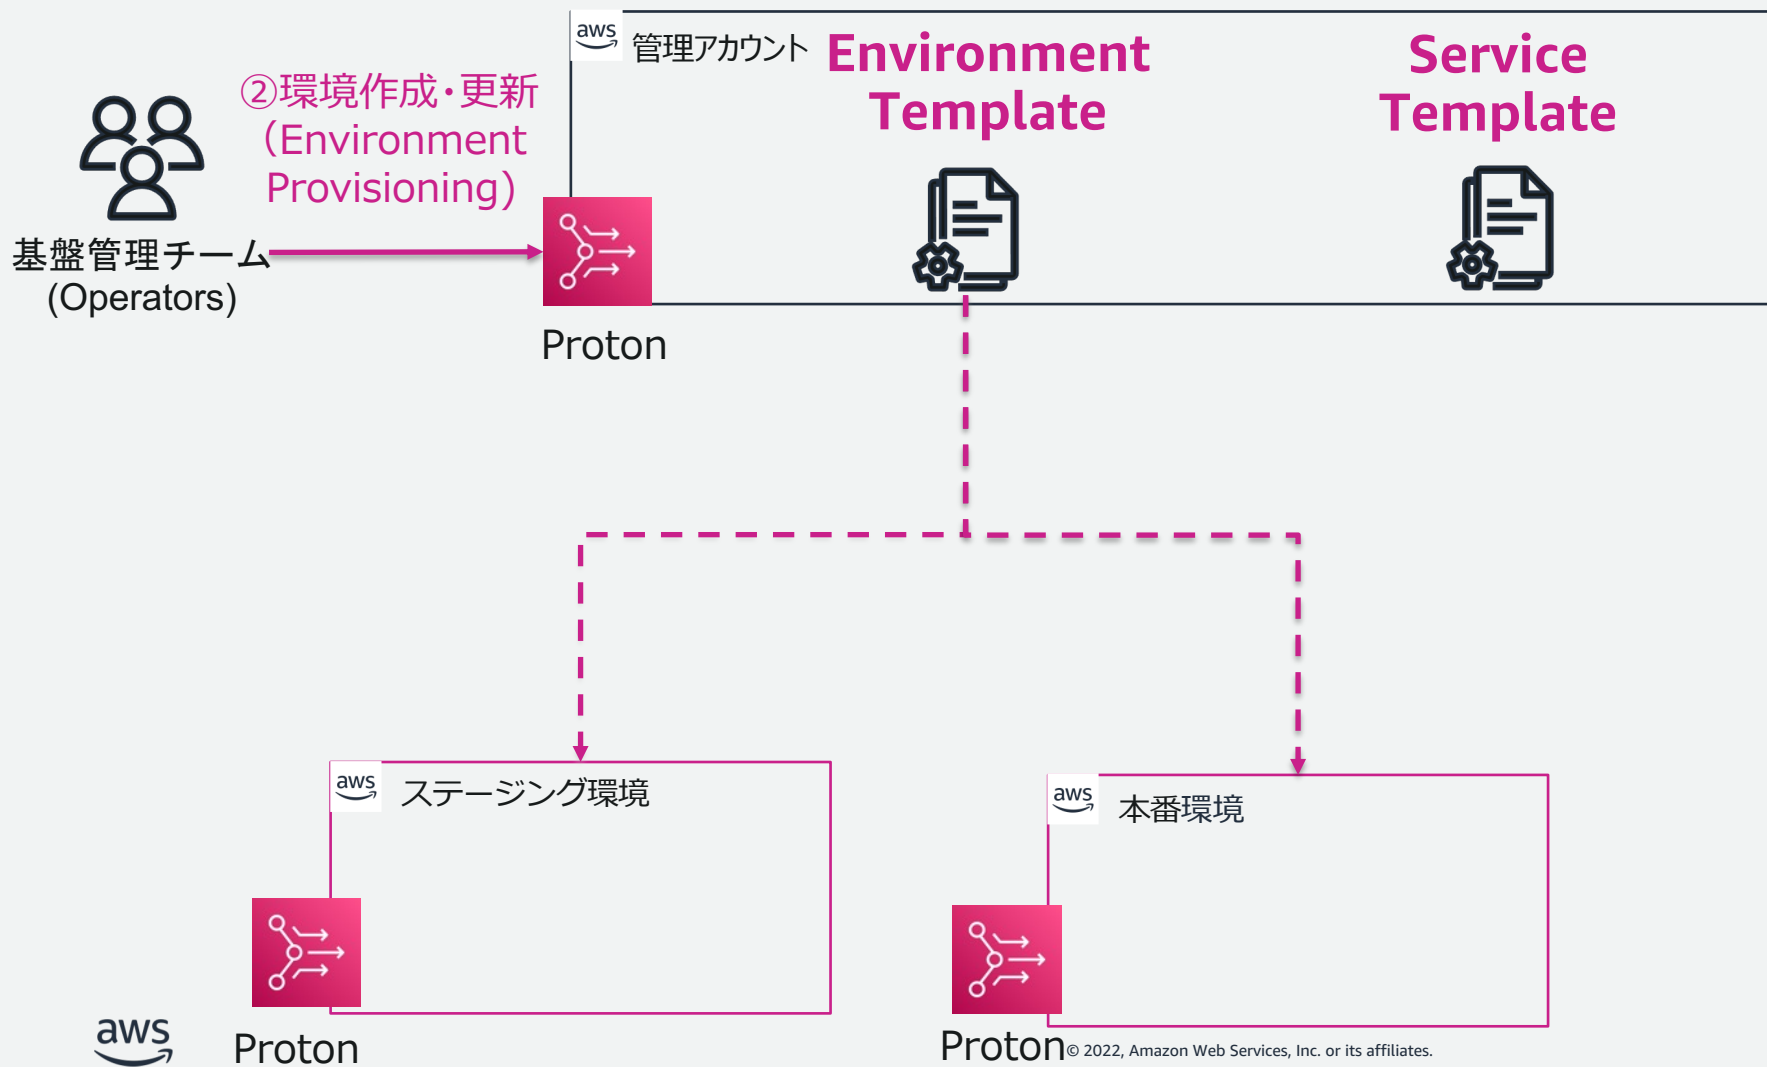 aws
管理アカウント
Environment
Template
Service
Template
②環境作成・更新
(Environment
Provisioning)
基盤管理チーム
(Operators)
Proton
aws
ステージング環境
aws
本番環境
aws
Proton
Proton
© 2022, Amazon Web Services, Inc. or its affiliates.